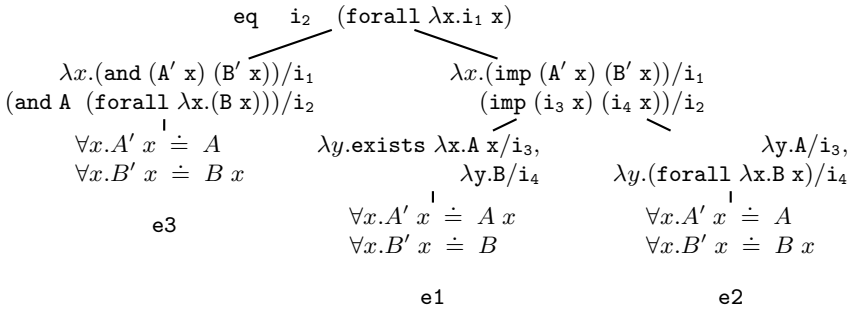 eq i₂ (forall λx.i₁ x)
λx.(and (A′ x) (B′ x))/i₁
(and A (forall λx.(B x)))/i₂
λx.(imp (A′ x) (B′ x))/i₁
(imp (i₃ x) (i₄ x))/i₂
∀x.A′ x ≐ A
∀x.B′ x ≐ B x
e3
λy.exists λx.A x/i₃,
λy.B/i₄
∀x.A′ x ≐ A x
∀x.B′ x ≐ B
e1
λy.A/i₃,
λy.(forall λx.B x)/i₄
∀x.A′ x ≐ A
∀x.B′ x ≐ B x
e2